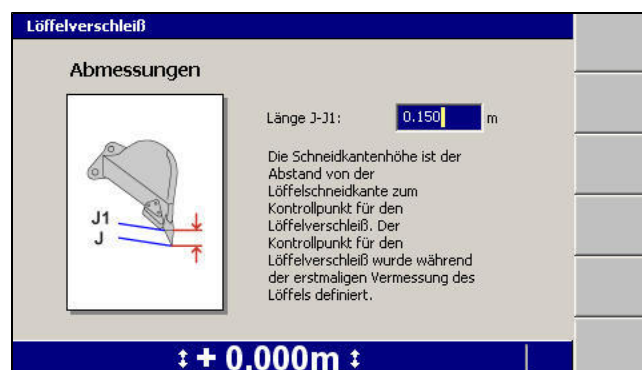 Löffelverschleiß
Abmessungen
Länge J-J1: 0.150 m
Die Schneidkantenhöhe ist der
Abstand von der
Löffelschneidkante zum
Kontrollpunkt für den
Löffelverschleiß. Der
Kontrollpunkt für den
Löffelverschleiß wurde während
der erstmaligen Vermessung des
Löffels definiert.
J1
J
↕ + 0.000m ↕